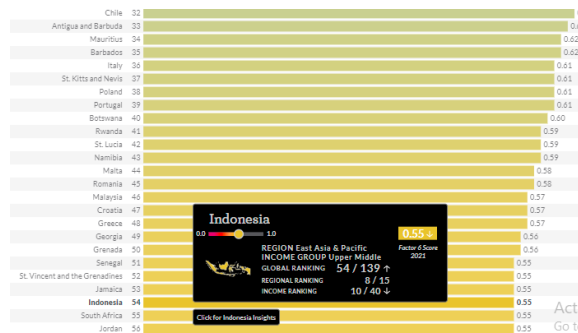 Chile 32
Antigua and Barbuda 33
Mauritius 34 0.62
Barbados 35 0.62
Italy 36 0.61
St. Kitts and Nevis 37 0.61
Poland 38 0.61
Portugal 39 0.61
Botswana 40 0.60
Rwanda 41 0.59
St. Lucia 42 0.59
Namibia 43 0.59
Malta 44 0.58
Romania 45 0.58
Malaysia 46 0.57
Croatia 47 0.57
Greece 48 0.57
Georgia 49 0.56
Grenada 50 0.56
Senegal 51 0.55
St. Vincent and the Grenadines 52 0.55
Jamaica 53 0.55
Indonesia 54 0.55
South Africa 55 0.55
Jordan 56 0.55
Indonesia
0.0 1.0
0.55 ↓
Factor 6 Score
2021
REGION East Asia & Pacific
INCOME GROUP Upper Middle
GLOBAL RANKING 54 / 139 ↑
REGIONAL RANKING 8 / 15
INCOME RANKING 10 / 40 ↓
Click for Indonesia Insights
Act
Go t